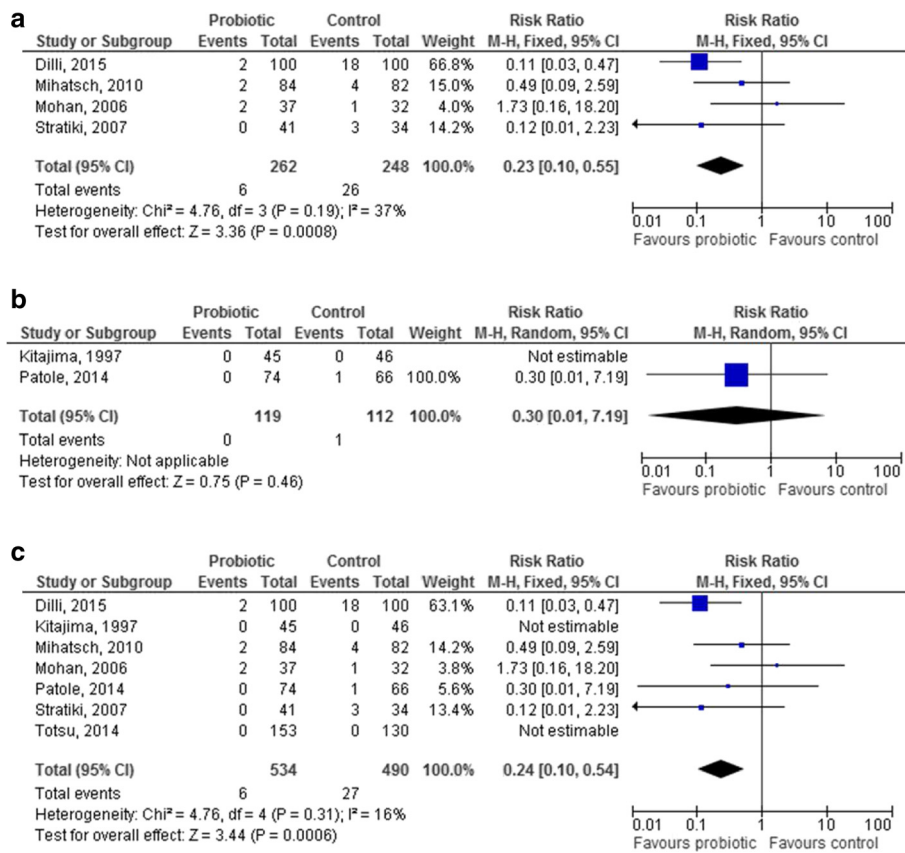 a
Probiotic Control Risk Ratio Risk Ratio
Study or Subgroup Events Total Events Total Weight M-H, Fixed, 95% CI M-H, Fixed, 95% CI
Dilli, 2015 2 100 18 100 66.8% 0.11 [0.03, 0.47]
Mihatsch, 2010 2 84 4 82 15.0% 0.49 [0.09, 2.59]
Mohan, 2006 2 37 1 32 4.0% 1.73 [0.16, 18.20]
Stratiki, 2007 0 41 3 34 14.2% 0.12 [0.01, 2.23]
Total (95% CI) 262 248 100.0% 0.23 [0.10, 0.55]
Total events 6 26
Heterogeneity: Chi² = 4.76, df = 3 (P = 0.19); I² = 37%
Test for overall effect: Z = 3.36 (P = 0.0008)
0.01 0.1 1 10 100
Favours probiotic Favours control
b
Probiotic Control Risk Ratio Risk Ratio
Study or Subgroup Events Total Events Total Weight M-H, Random, 95% CI M-H, Random, 95% CI
Kitajima, 1997 0 45 0 46 Not estimable
Patole, 2014 0 74 1 66 100.0% 0.30 [0.01, 7.19]
Total (95% CI) 119 112 100.0% 0.30 [0.01, 7.19]
Total events 0 1
Heterogeneity: Not applicable
Test for overall effect: Z = 0.75 (P = 0.46)
0.01 0.1 1 10 100
Favours probiotic Favours control
c
Probiotic Control Risk Ratio Risk Ratio
Study or Subgroup Events Total Events Total Weight M-H, Fixed, 95% CI M-H, Fixed, 95% CI
Dilli, 2015 2 100 18 100 63.1% 0.11 [0.03, 0.47]
Kitajima, 1997 0 45 0 46 Not estimable
Mihatsch, 2010 2 84 4 82 14.2% 0.49 [0.09, 2.59]
Mohan, 2006 2 37 1 32 3.8% 1.73 [0.16, 18.20]
Patole, 2014 0 74 1 66 5.6% 0.30 [0.01, 7.19]
Stratiki, 2007 0 41 3 34 13.4% 0.12 [0.01, 2.23]
Totsu, 2014 0 153 0 130 Not estimable
Total (95% CI) 534 490 100.0% 0.24 [0.10, 0.54]
Total events 6 27
Heterogeneity: Chi² = 4.76, df = 4 (P = 0.31); I² = 16%
Test for overall effect: Z = 3.44 (P = 0.0006)
0.01 0.1 1 10 100
Favours probiotic Favours control